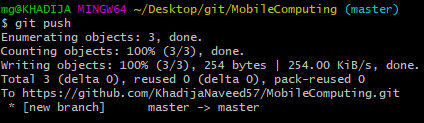 mg@KHADIJA MINGW64 ~/Desktop/git/MobileComputing (master)
$ git push
Enumerating objects: 3, done.
Counting objects: 100% (3/3), done.
Writing objects: 100% (3/3), 254 bytes | 254.00 KiB/s, done.
Total 3 (delta 0), reused 0 (delta 0), pack-reused 0
To https://github.com/KhadijaNaveed57/MobileComputing.git
 * [new branch]      master -> master